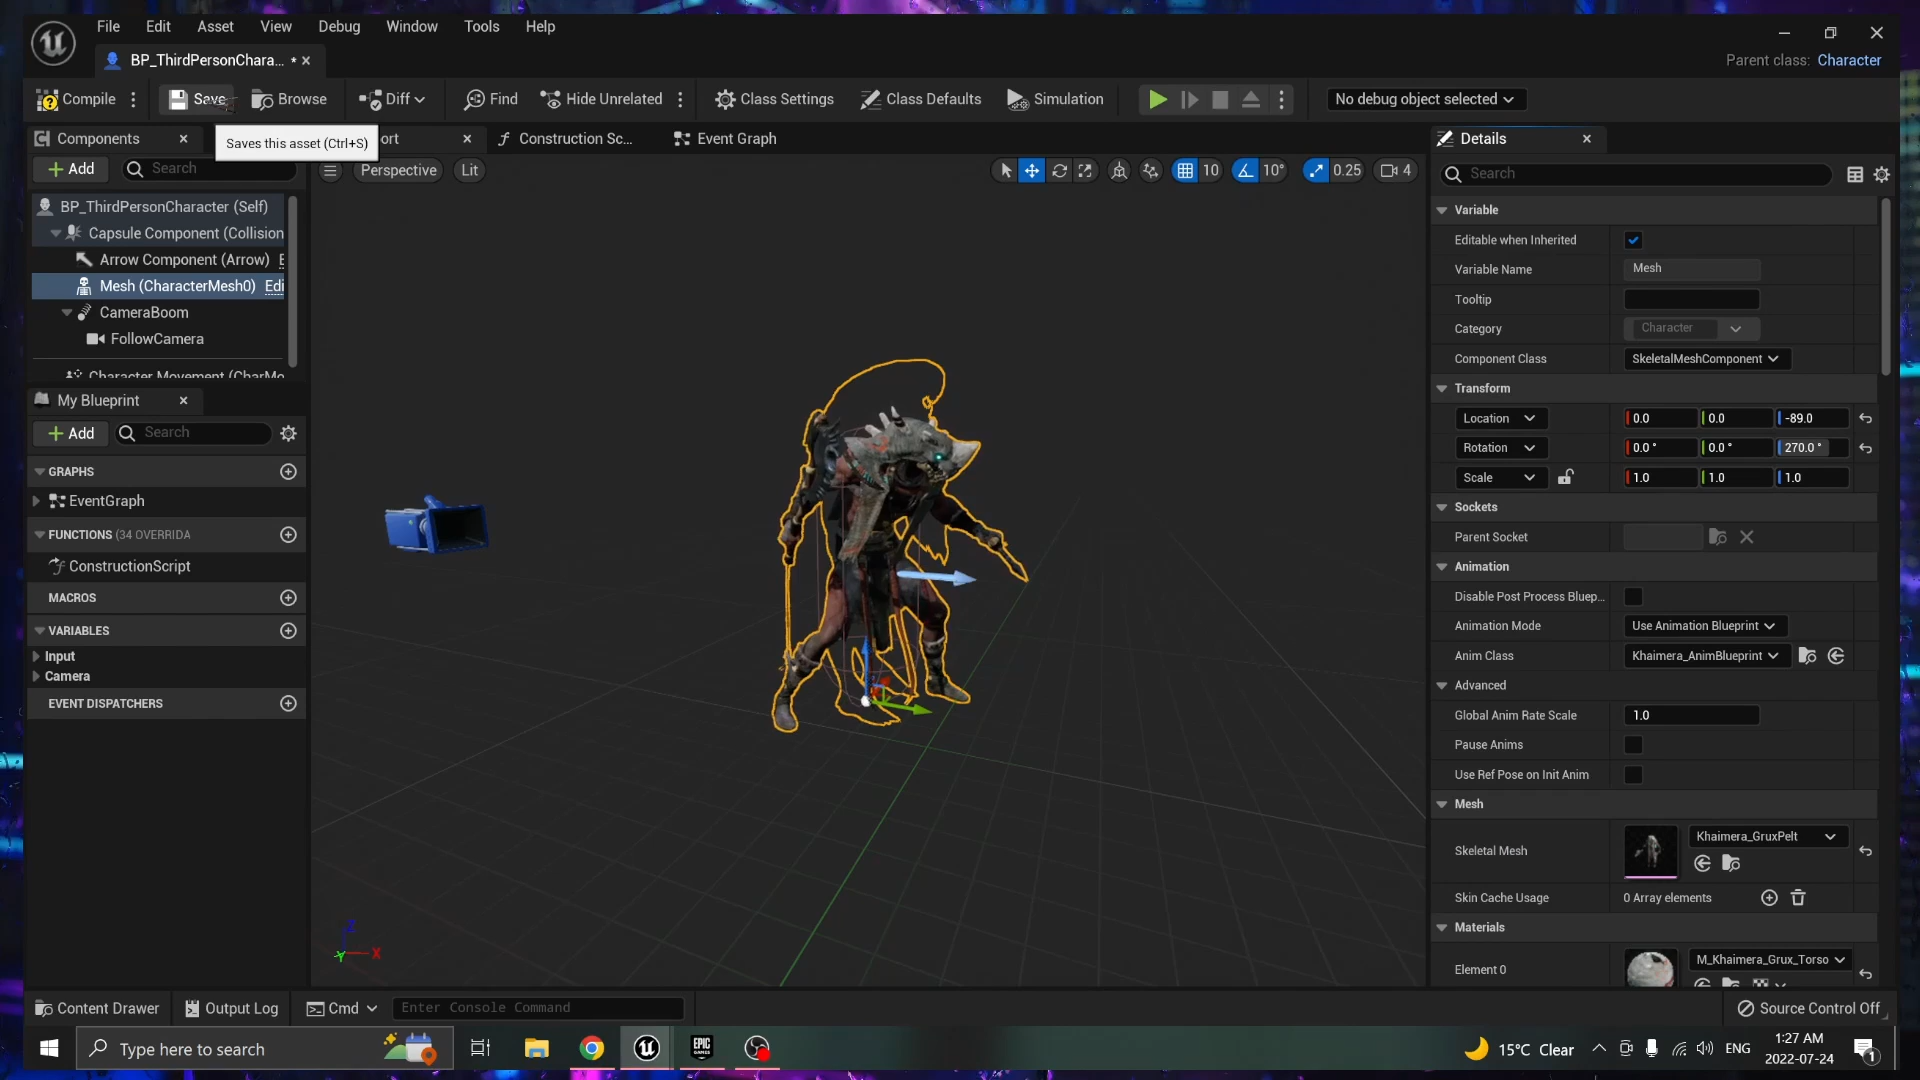 File Edit Asset View Debug Window Tools Help
BP_ThirdPersonChara... *
Parent class: Character
Compile Save Browse Diff Find Hide Unrelated Class Settings Class Defaults Simulation No debug object selected
Components
Saves this asset (Ctrl+S)
ort
Construction Sc...
Event Graph
Details
Add
Search
Perspective
Lit
10
10°
0.25
4
Search
BP_ThirdPersonCharacter (Self)
Capsule Component (Collision
Arrow Component (Arrow)
Mesh (CharacterMesh0) Edi
CameraBoom
FollowCamera
Character Movement (CharMo
My Blueprint
Add
Search
GRAPHS
EventGraph
FUNCTIONS (34 OVERRIDA
ConstructionScript
MACROS
VARIABLES
Input
Camera
EVENT DISPATCHERS
Z
X
Y
Variable
Editable when Inherited
Variable Name Mesh
Tooltip
Category Character
Component Class SkeletalMeshComponent
Transform
Location 0.0 0.0 -89.0
Rotation 0.0 ° 0.0 ° 270.0 °
Scale 1.0 1.0 1.0
Sockets
Parent Socket
Animation
Disable Post Process Bluep...
Animation Mode Use Animation Blueprint
Anim Class Khaimera_AnimBlueprint
Advanced
Global Anim Rate Scale 1.0
Pause Anims
Use Ref Pose on Init Anim
Mesh
Skeletal Mesh Khaimera_GruxPelt
Skin Cache Usage 0 Array elements
Materials
Element 0 M_Khaimera_Grux_Torso
Content Drawer Output Log Cmd Enter Console Command
Source Control Off
Type here to search
EPIC GAMES
15°C Clear
ENG
1:27 AM
2022-07-24
1